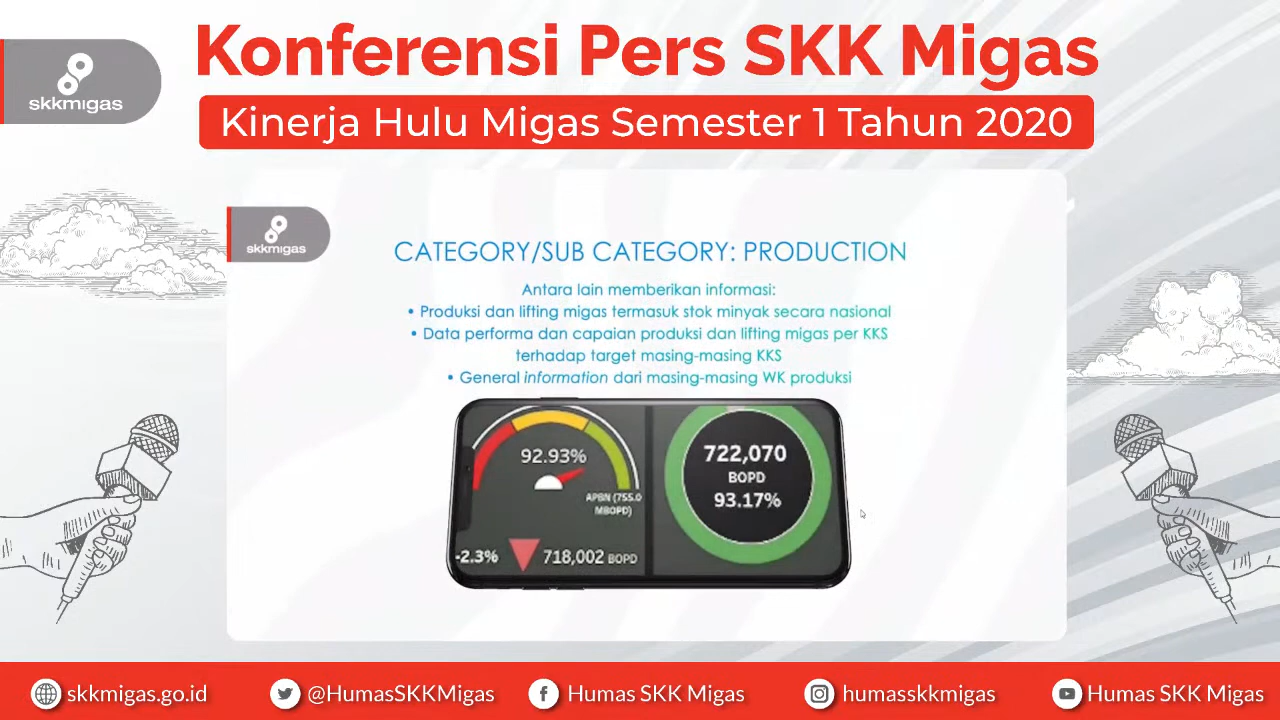 Konferensi Pers SKK Migas
skkmigas
Kinerja Hulu Migas Semester 1 Tahun 2020
skkmigas
CATEGORY/SUB CATEGORY: PRODUCTION
Antara lain memberikan informasi:
• Produksi dan lifting migas termasuk stok minyak secara nasional
• Data performa dan capaian produksi dan lifting migas per KKS
terhadap target masing-masing KKS
• General information dari masing-masing WK produksi
92.93%
APBN (755.0
MBOPD)
-2.3%
718,002 BOPD
722,070
BOPD
93.17%
skkmigas.go.id
@HumasSKKMigas
Humas SKK Migas
humasskkmigas
Humas SKK Migas